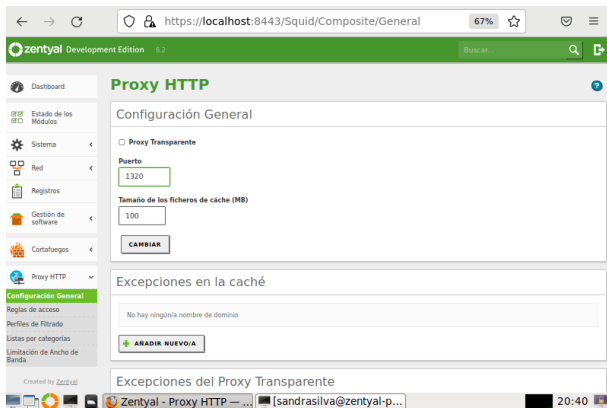 https://localhost:8443/Squid/Composite/General
67%
zentyal Development Edition 6.2
Buscar...
Dashboard
Estado de los
Módulos
Sistema
Red
Registros
Gestión de
software
Cortafuegos
Proxy HTTP
Configuración General
Reglas de acceso
Perfiles de Filtrado
Listas por categorías
Limitación de Ancho de
Banda
Created by Zentyal
Proxy HTTP
Configuración General
Proxy Transparente
Puerto
1320
Tamaño de los ficheros de cáche (MB)
100
CAMBIAR
Excepciones en la caché
No hay ningún/a nombre de dominio
AÑADIR NUEVO/A
Excepciones del Proxy Transparente
Zentyal - Proxy HTTP — ...
[sandrasilva@zentyal-p...
20:40